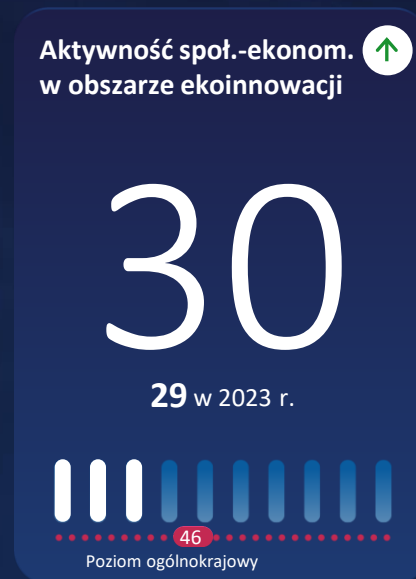 Aktywność społ.-ekonom.
w obszarze ekoinnowacji
30
29 w 2023 r.
46
Poziom ogólnokrajowy